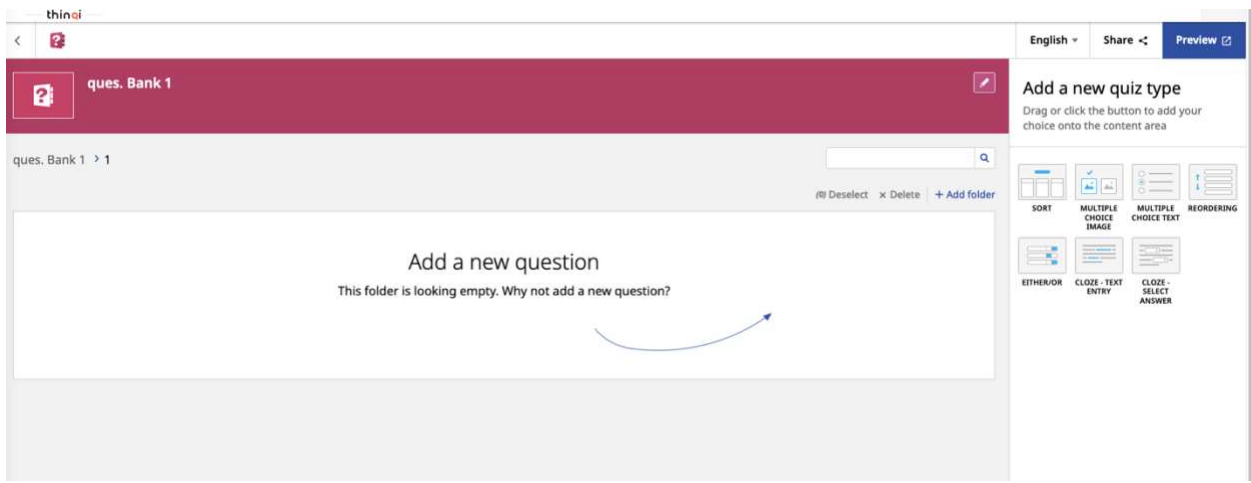 thinqi
English
Share
Preview
ques. Bank 1
Add a new quiz type
Drag or click the button to add your
choice onto the content area
ques. Bank 1 > 1
Deselect × Delete + Add folder
SORT
MULTIPLE
CHOICE
IMAGE
MULTIPLE
CHOICE TEXT
REORDERING
Add a new question
This folder is looking empty. Why not add a new question?
EITHER/OR
CLOZE - TEXT
ENTRY
CLOZE -
SELECT
ANSWER